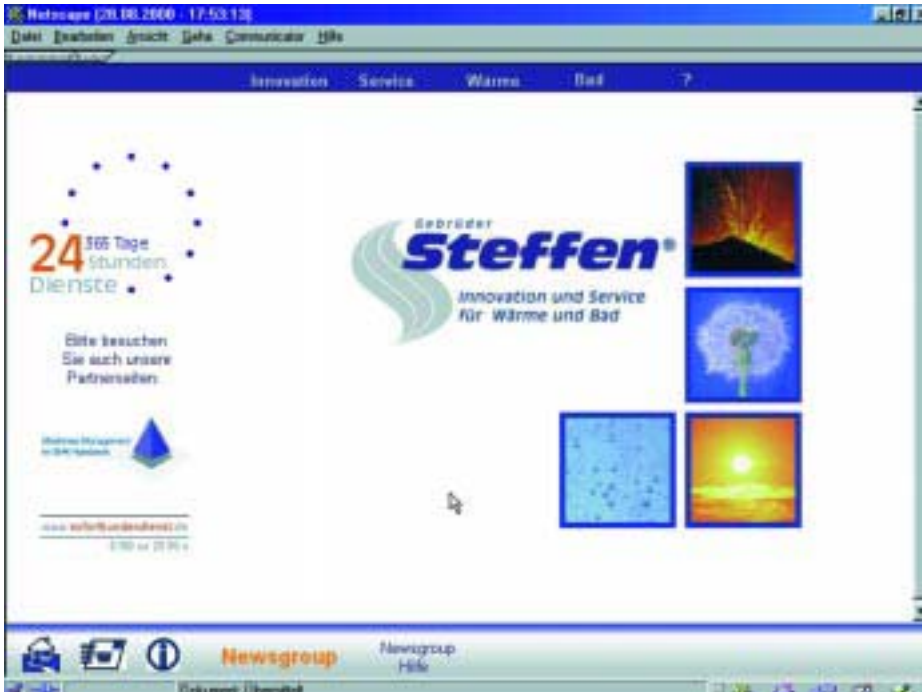 Netscape (28.08.2000 - 17:53:13)
Datei Bearbeiten Ansicht Gehe Communicator Hilfe
Innovation Service Wärme Bad ?
24 365 Tage
Stunden
Dienste
Bitte besuchen
Sie auch unsere
Partnerseiten
Gebrüder
Steffen®
Innovation und Service
für Wärme und Bad
Newsgroup
Newsgroup
Hilfe
Dokument: Übermittelt